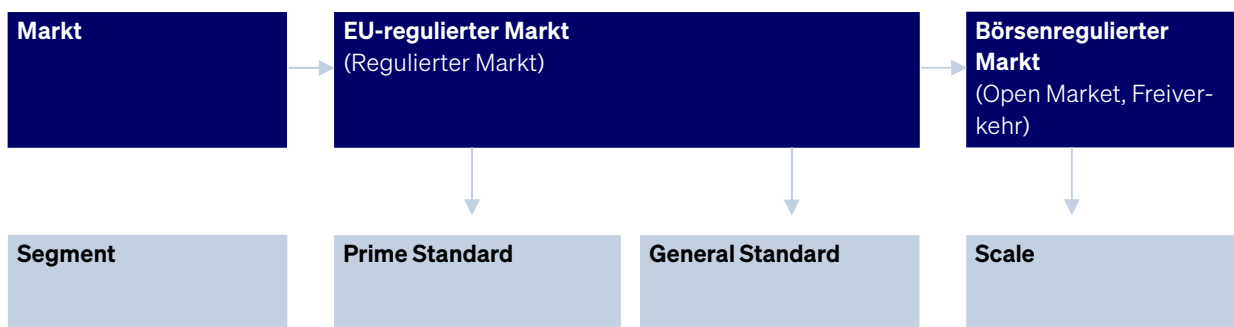 Markt
EU-regulierter Markt
(Regulierter Markt)
Börsenregulierter
Markt
(Open Market, Freiver-
kehr)
Segment
Prime Standard
General Standard
Scale